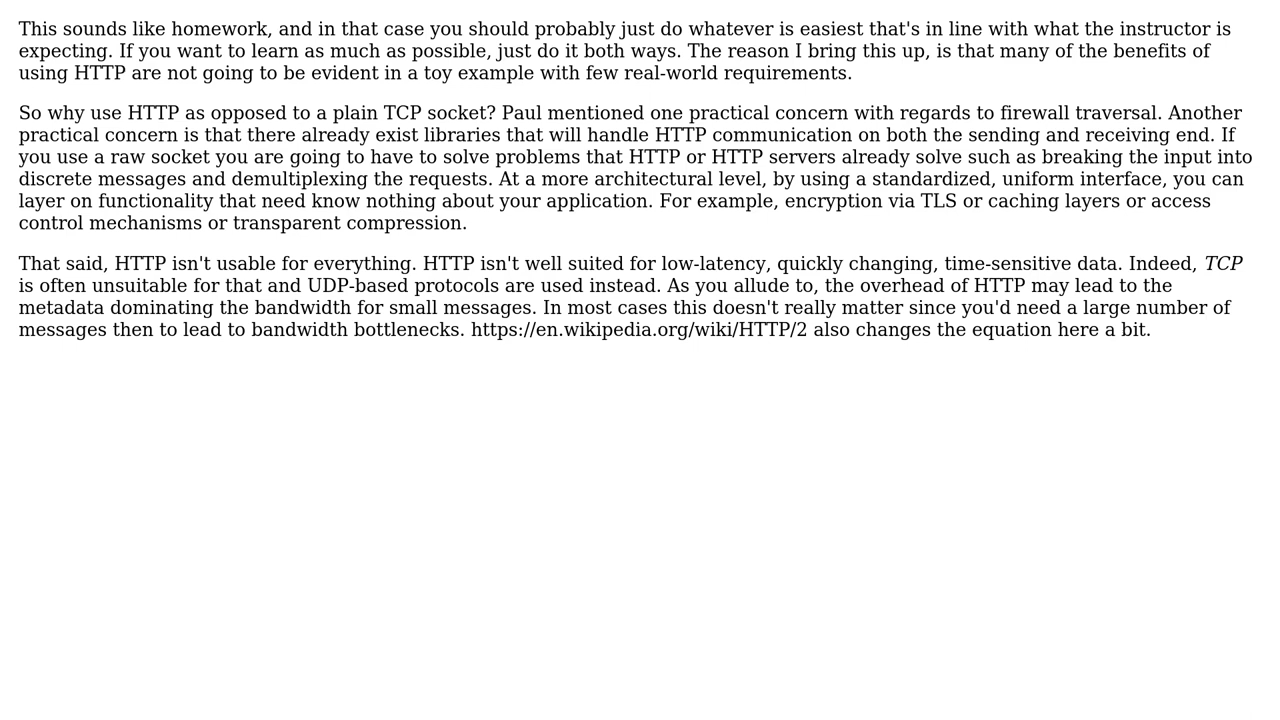 This sounds like homework, and in that case you should probably just do whatever is easiest that's in line with what the instructor is
expecting. If you want to learn as much as possible, just do it both ways. The reason I bring this up, is that many of the benefits of
using HTTP are not going to be evident in a toy example with few real-world requirements.
So why use HTTP as opposed to a plain TCP socket? Paul mentioned one practical concern with regards to firewall traversal. Another
practical concern is that there already exist libraries that will handle HTTP communication on both the sending and receiving end. If
you use a raw socket you are going to have to solve problems that HTTP or HTTP servers already solve such as breaking the input into
discrete messages and demultiplexing the requests. At a more architectural level, by using a standardized, uniform interface, you can
layer on functionality that need know nothing about your application. For example, encryption via TLS or caching layers or access
control mechanisms or transparent compression.
That said, HTTP isn't usable for everything. HTTP isn't well suited for low-latency, quickly changing, time-sensitive data. Indeed, TCP
is often unsuitable for that and UDP-based protocols are used instead. As you allude to, the overhead of HTTP may lead to the
metadata dominating the bandwidth for small messages. In most cases this doesn't really matter since you'd need a large number of
messages then to lead to bandwidth bottlenecks. https://en.wikipedia.org/wiki/HTTP/2 also changes the equation here a bit.